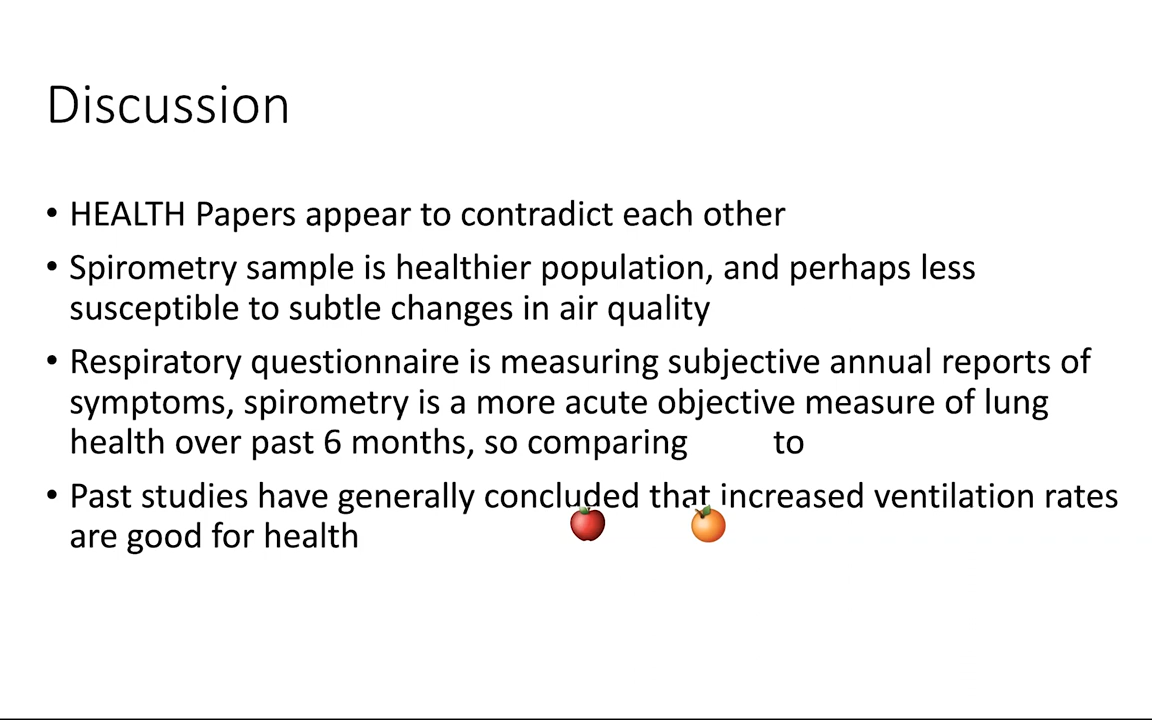 Discussion
• HEALTH Papers appear to contradict each other
• Spirometry sample is healthier population, and perhaps less
susceptible to subtle changes in air quality
• Respiratory questionnaire is measuring subjective annual reports of
symptoms, spirometry is a more acute objective measure of lung
health over past 6 months, so comparing to
• Past studies have generally concluded that increased ventilation rates
are good for health